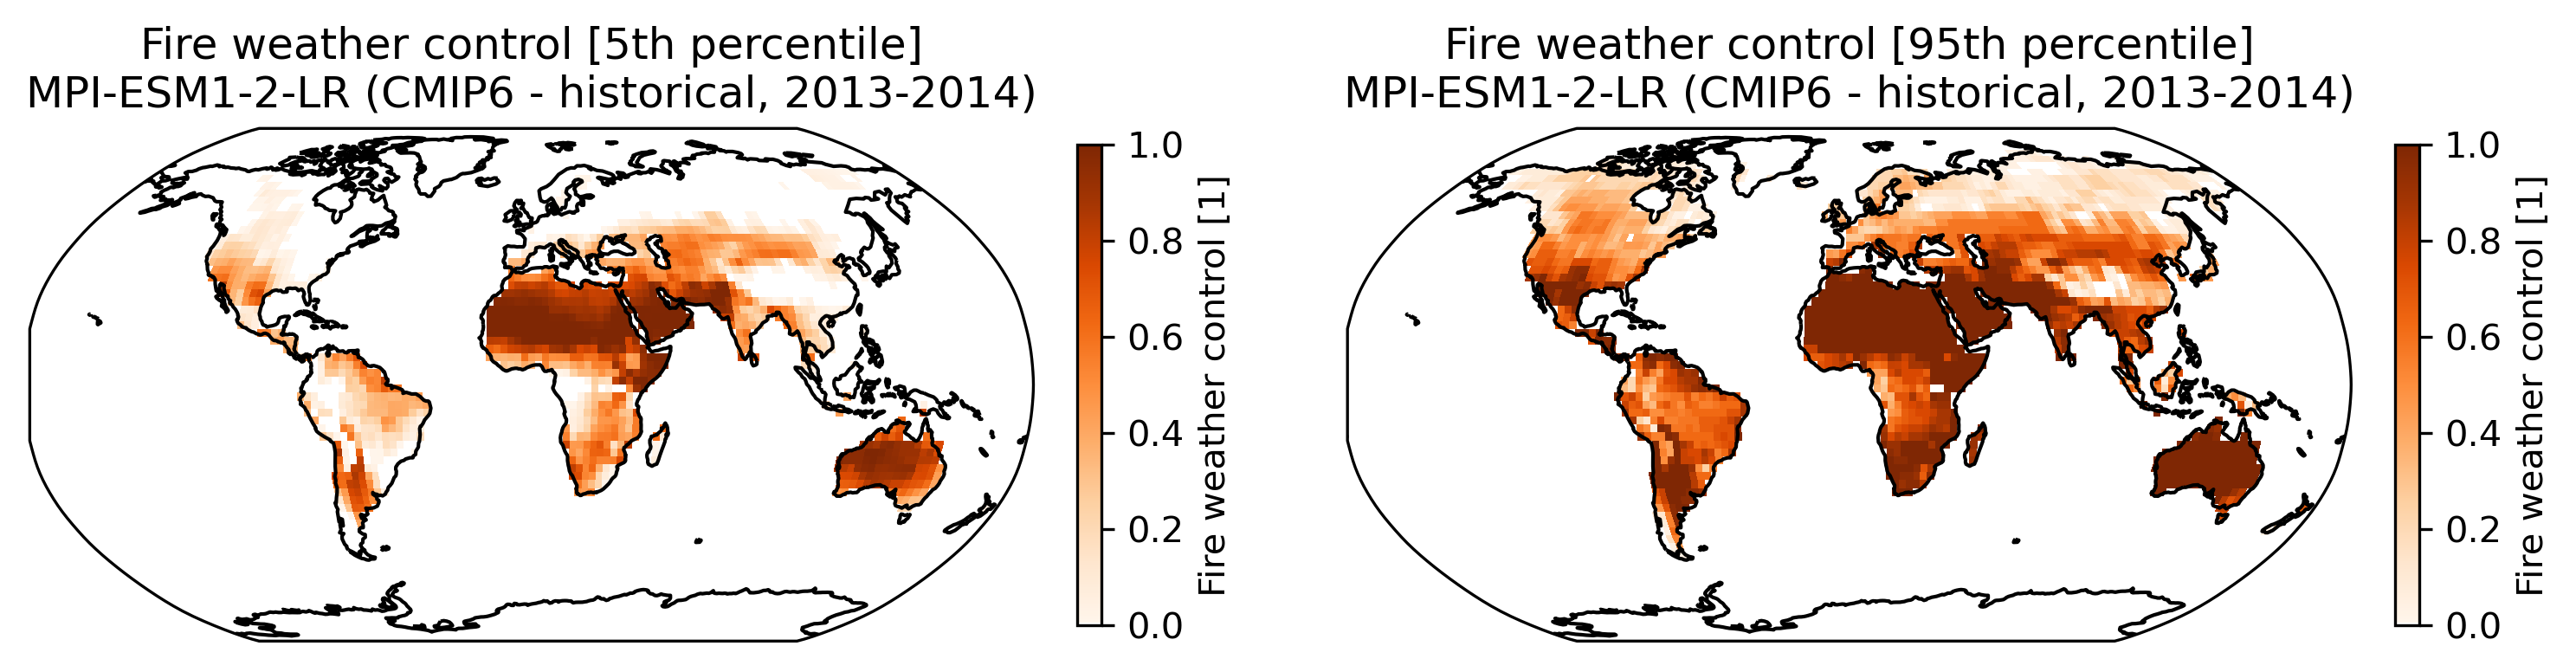 Fire weather control [5th percentile]
MPI-ESM1-2-LR (CMIP6 - historical, 2013-2014)
1.0
0.8
0.6
0.4
0.2
0.0
Fire weather control [1]
Fire weather control [95th percentile]
MPI-ESM1-2-LR (CMIP6 - historical, 2013-2014)
1.0
0.8
0.6
0.4
0.2
0.0
Fire weather control [1]